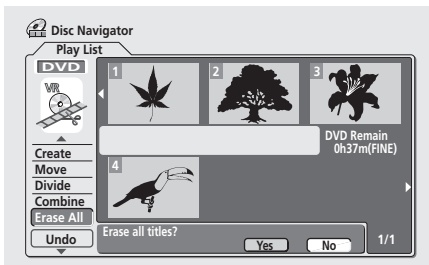 Disc Navigator
Play List
DVD
VR
1
2
3
DVD Remain
0h37m(FINE)
4
Create
Move
Divide
Combine
Erase All
Undo
Erase all titles?
Yes
No
1/1